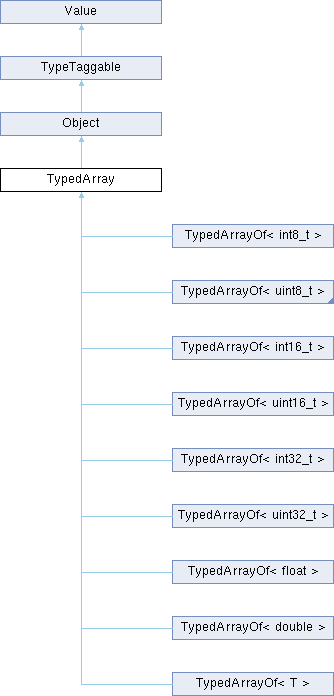 Value
TypeTaggable
Object
TypedArray
TypedArrayOf< int8_t >
TypedArrayOf< uint8_t >
TypedArrayOf< int16_t >
TypedArrayOf< uint16_t >
TypedArrayOf< int32_t >
TypedArrayOf< uint32_t >
TypedArrayOf< float >
TypedArrayOf< double >
TypedArrayOf< T >